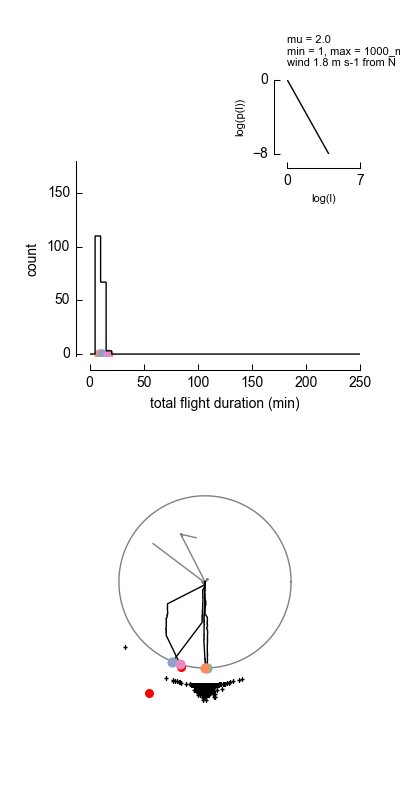 mu = 2.0
min = 1, max = 1000_m
wind 1.8 m s-1 from N
0
log(p(l))
−8
0
7
log(l)
150
count
100
50
0
0
50
100
150
200
250
total flight duration (min)